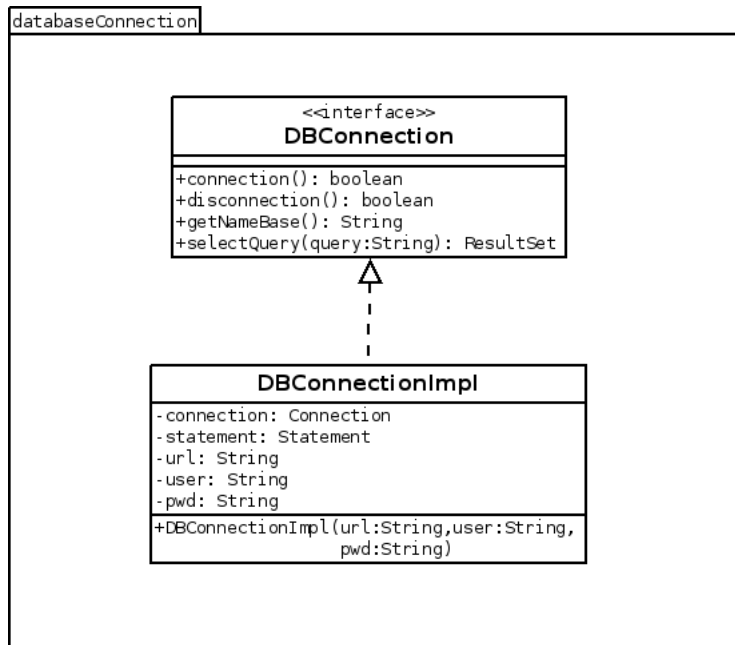 databaseConnection
<<interface>>
DBConnection
+connection(): boolean
+disconnection(): boolean
+getNameBase(): String
+selectQuery(query:String): ResultSet
DBConnectionImpl
-connection: Connection
-statement: Statement
-url: String
-user: String
-pwd: String
+DBConnectionImpl(url:String,user:String,
pwd:String)